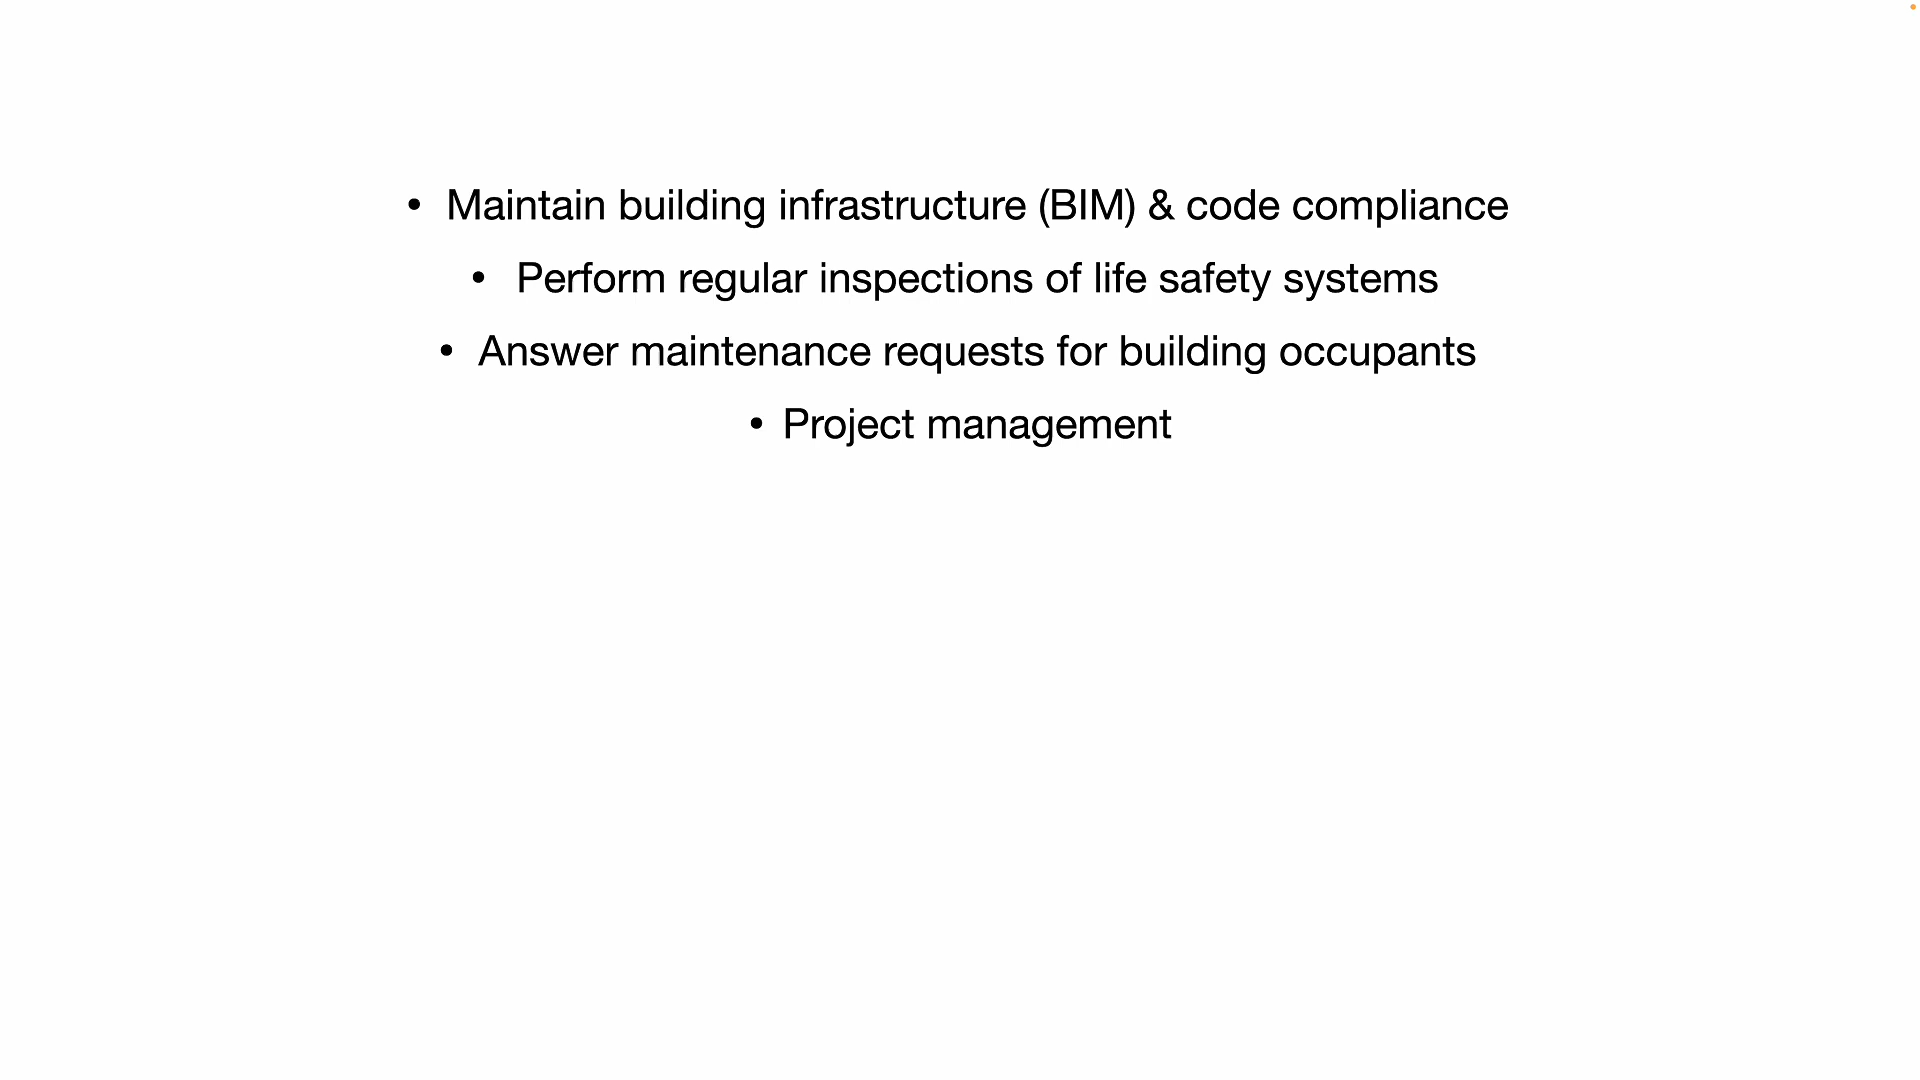 • Maintain building infrastructure (BIM) & code compliance
• Perform regular inspections of life safety systems
• Answer maintenance requests for building occupants
• Project management